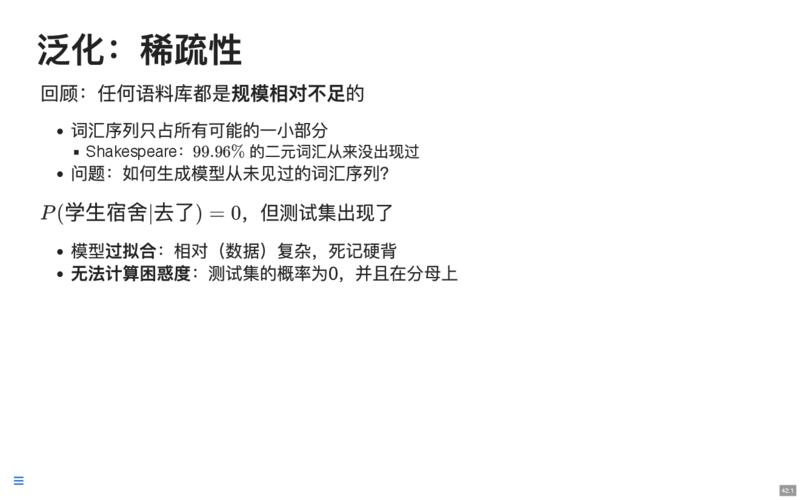 泛化：稀疏性
回顾：任何语料库都是规模相对不足的
• 词汇序列只占所有可能的一小部分
▪ Shakespeare：99.96% 的二元词汇从来没出现过
• 问题：如何生成模型从未见过的词汇序列?
P(学生宿舍|去了) = 0，但测试集出现了
• 模型过拟合：相对（数据）复杂，死记硬背
• 无法计算困惑度：测试集的概率为0，并且在分母上
42.1